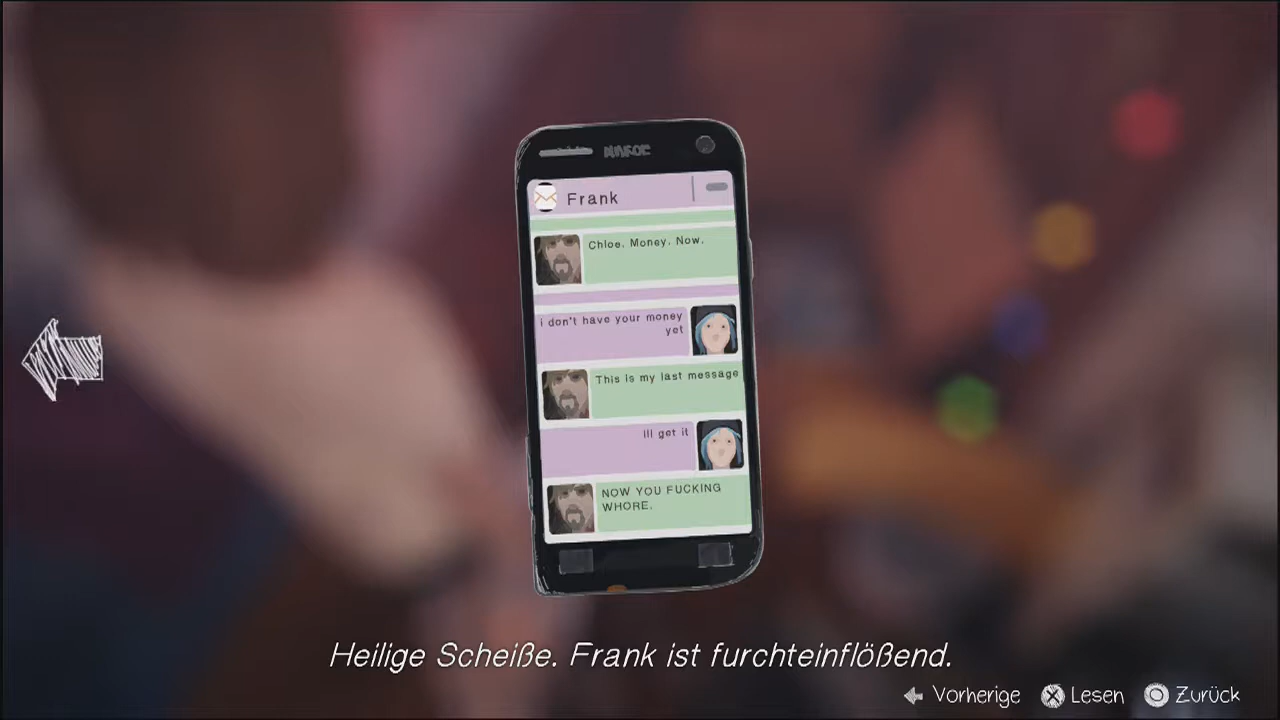 Frank
Chloe. Money. Now.
i don't have your money
yet
This is my last message
ill get it
NOW YOU FUCKING
WHORE.
Heilige Scheiße. Frank ist furchteinflößend.
Vorherige Lesen Zurück